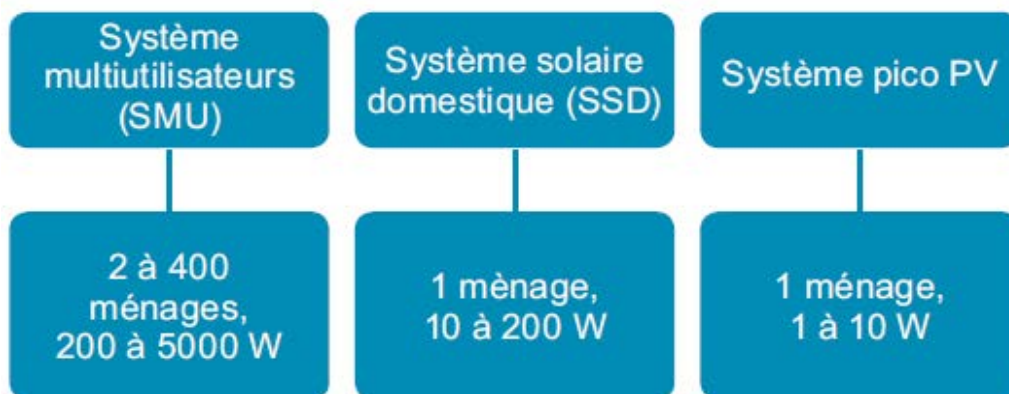 Système
multiutilisateurs
(SMU)
Système solaire
domestique (SSD)
Système pico PV
2 à 400
ménages,
200 à 5000 W
1 mènage,
10 à 200 W
1 ménage,
1 à 10 W